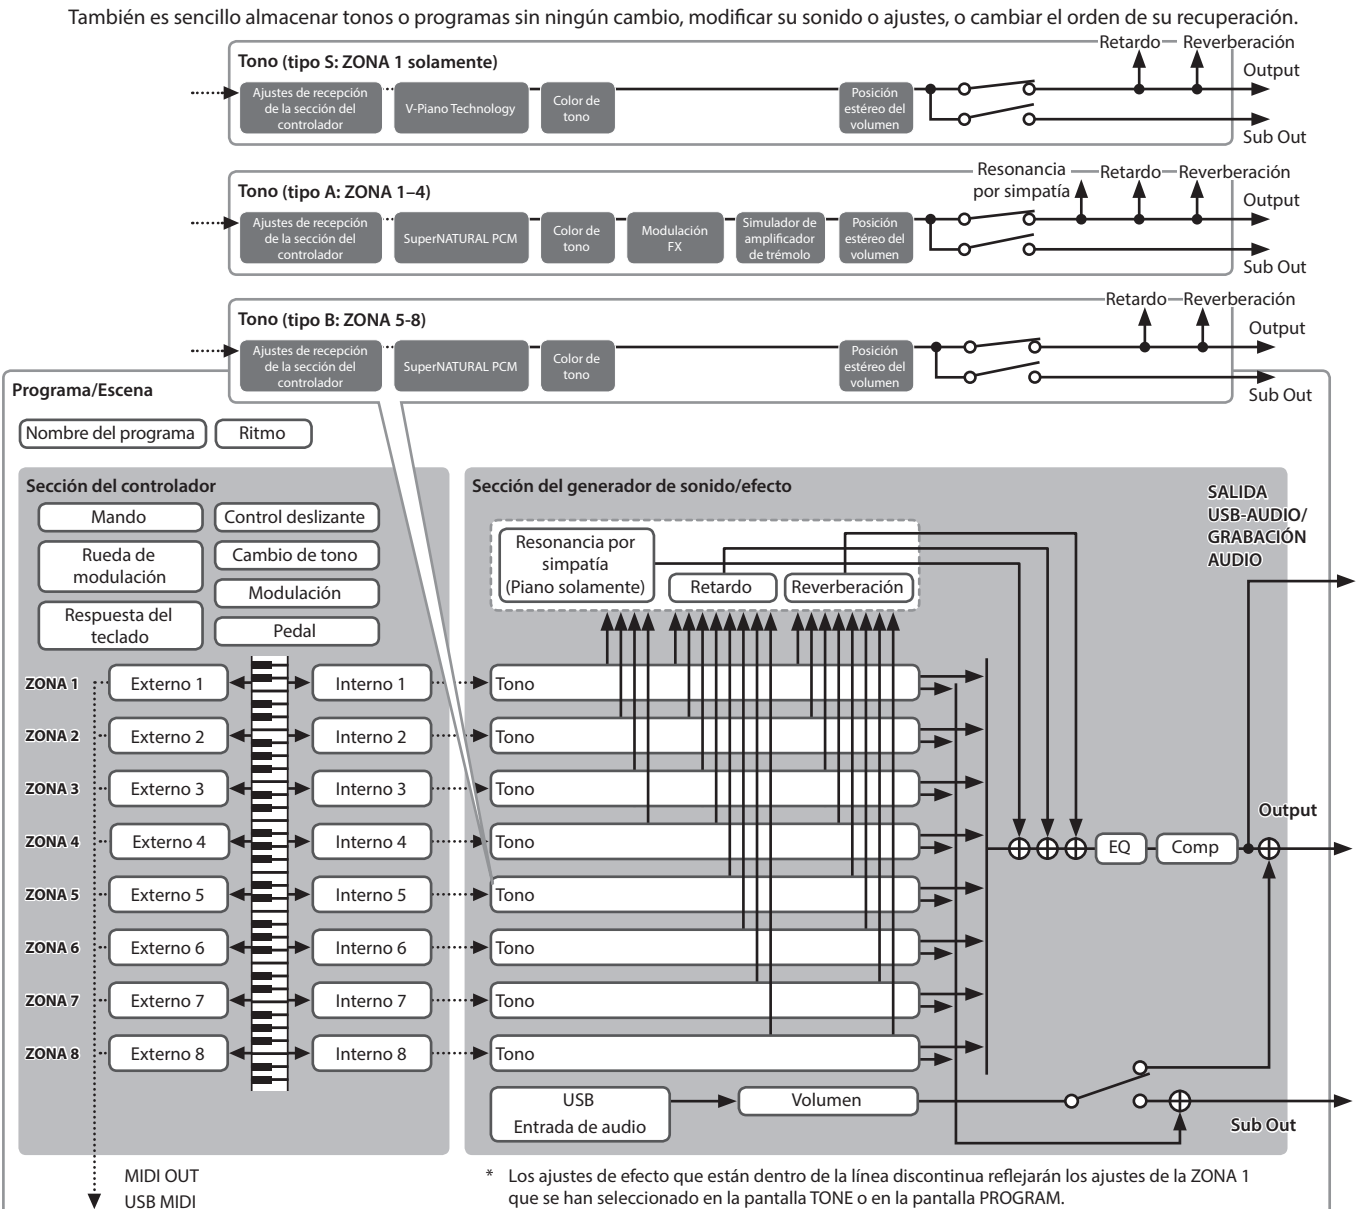 También es sencillo almacenar tonos o programas sin ningún cambio, modificar su sonido o ajustes, o cambiar el orden de su recuperación.
Retardo
Reverberación
Tono (tipo S: ZONA 1 solamente)
Output
Ajustes de recepción
de la sección del
controlador
V-Piano Technology
Color de
tono
Posición
estéreo del
volumen
Sub Out
Resonancia
por simpatía
Retardo
Reverberación
Tono (tipo A: ZONA 1–4)
Output
Ajustes de recepción
de la sección del
controlador
SuperNATURAL PCM
Color de
tono
Modulación
FX
Simulador de
amplificador
de trémolo
Posición
estéreo del
volumen
Sub Out
Retardo
Reverberación
Tono (tipo B: ZONA 5-8)
Output
Ajustes de recepción
de la sección del
controlador
SuperNATURAL PCM
Color de
tono
Posición
estéreo del
volumen
Sub Out
Programa/Escena
Nombre del programa
Ritmo
Sección del controlador
Mando
Control deslizante
Rueda de
modulación
Cambio de tono
Modulación
Respuesta del
teclado
Pedal
Sección del generador de sonido/efecto
SALIDA
USB-AUDIO/
GRABACIÓN
AUDIO
Resonancia por
simpatía
(Piano solamente)
Retardo
Reverberación
ZONA 1
Externo 1
Interno 1
Tono
ZONA 2
Externo 2
Interno 2
Tono
ZONA 3
Externo 3
Interno 3
Tono
ZONA 4
Externo 4
Interno 4
Tono
ZONA 5
Externo 5
Interno 5
Tono
ZONA 6
Externo 6
Interno 6
Tono
ZONA 7
Externo 7
Interno 7
Tono
ZONA 8
Externo 8
Interno 8
Tono
Output
EQ
Comp
USB
Entrada de audio
Volumen
Sub Out
MIDI OUT
USB MIDI
* Los ajustes de efecto que están dentro de la línea discontinua reflejarán los ajustes de la ZONA 1
que se han seleccionado en la pantalla TONE o en la pantalla PROGRAM.